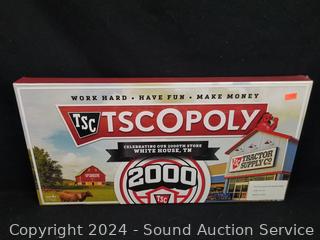 WORK HARD • HAVE FUN • MAKE MONEY
TSC TSCOPOLY
CELEBRATING OUR 2000TH STORE
WHITE HOUSE, TN
2000
TSC
TRACTOR
SUPPLY CO
Copyright 2024 - Sound Auction Service